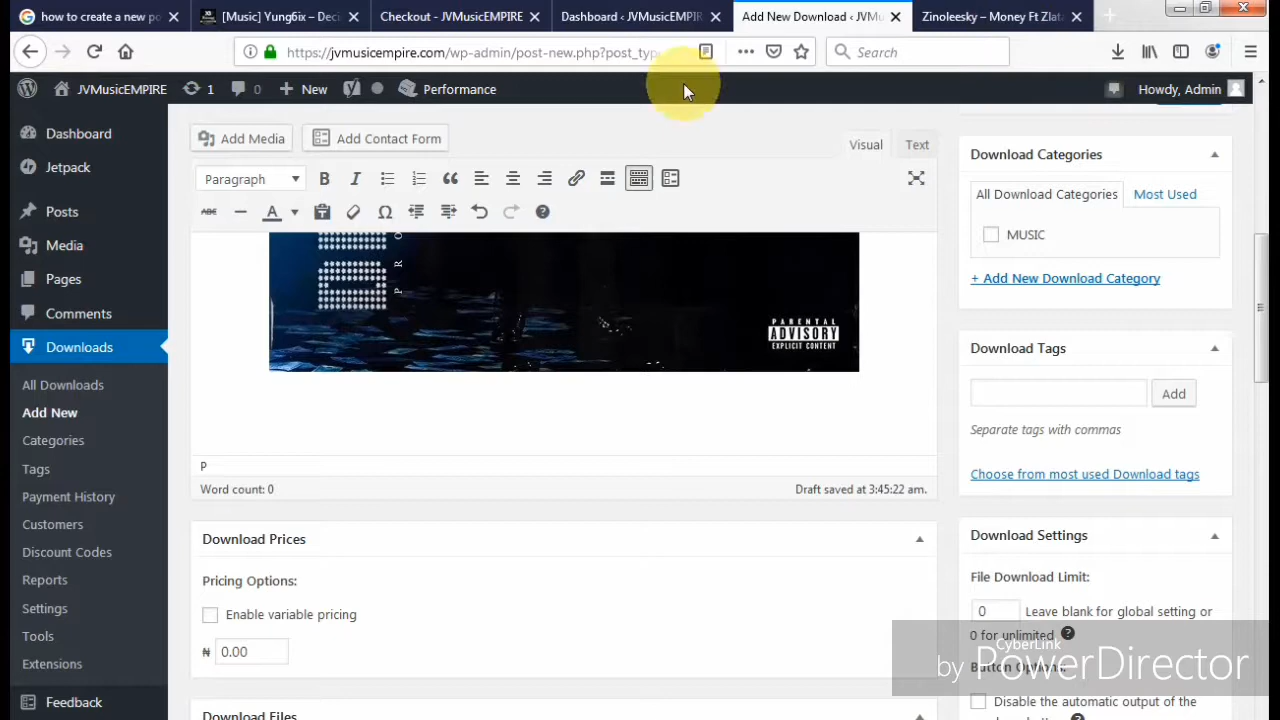 how to create a new po
[Music] Yung6ix – Deci
Checkout - JVMusicEMPIRE
Dashboard ‹ JVMusicEMPIR
Add New Download ‹ JVMu
Zinoleesky – Money Ft Zlat
https://jvmusicempire.com/wp-admin/post-new.php?post_typ
Search
JVMusicEMPIRE
1
0
New
Performance
Howdy, Admin
Dashboard
Jetpack
Posts
Media
Pages
Comments
Downloads
All Downloads
Add New
Categories
Tags
Payment History
Customers
Discount Codes
Reports
Settings
Tools
Extensions
Feedback
Add Media
Add Contact Form
Visual
Text
Paragraph
PARENTAL
ADVISORY
EXPLICIT CONTENT
P
Word count: 0
Draft saved at 3:45:22 am.
Download Prices
Pricing Options:
Enable variable pricing
₦ 0.00
Download Files
Download Categories
All Download Categories
Most Used
MUSIC
+ Add New Download Category
Download Tags
Add
Separate tags with commas
Choose from most used Download tags
Download Settings
File Download Limit:
0 Leave blank for global setting or
0 for unlimited
Button Options:
Disable the automatic output of the
by CyberLink
PowerDirector